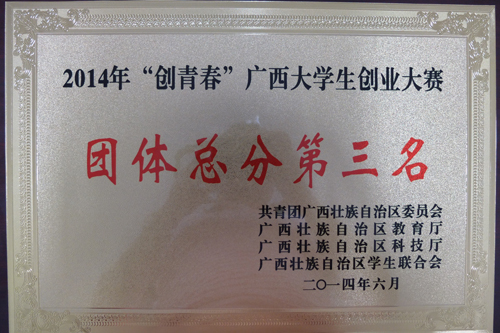 2014年“创青春”广西大学生创业大赛
团体总分第三名
共青团广西壮族自治区委员会
广西壮族自治区教育厅
广西壮族自治区科技厅
广西壮族自治区学生联合会
二〇一四年六月